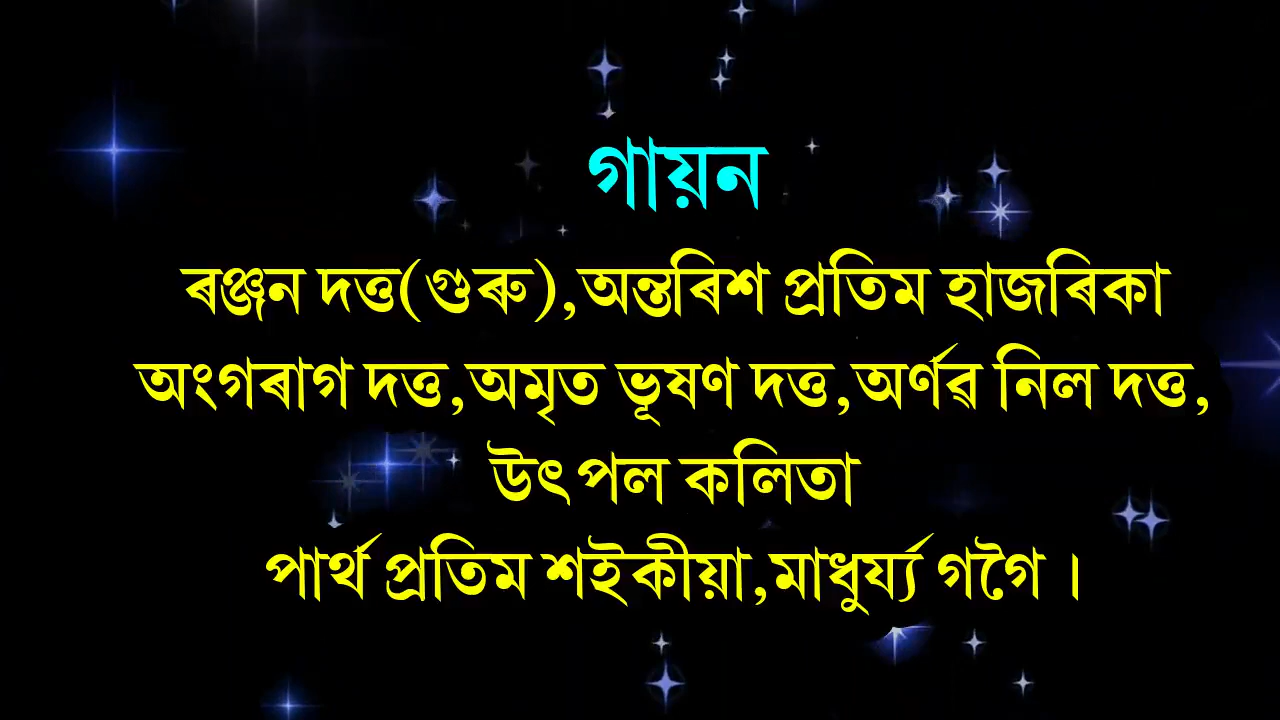 গায়ন
ৰঞ্জন দত্ত(গুৰু),অন্তৰিশ প্ৰতিম হাজৰিকা
অংগৰাগ দত্ত,অমৃত ভূষণ দত্ত,অৰ্ণৱ নিল দত্ত,
উৎপল কলিতা
পাৰ্থ প্ৰতিম শইকীয়া,মাধুৰ্য্য গগৈ ।